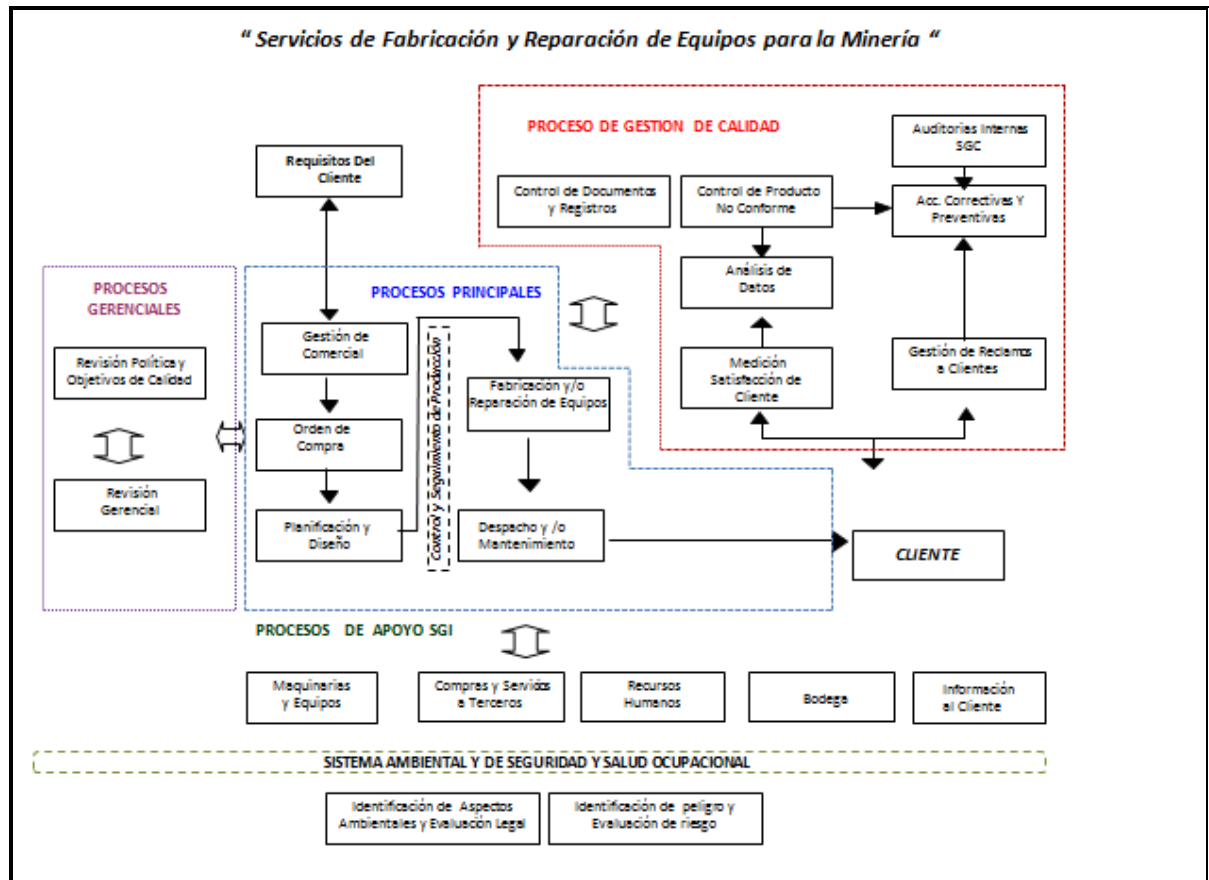 “ Servicios de Fabricación y Reparación de Equipos para la Minería “
PROCESO DE GESTION DE CALIDAD
Auditorias Internas
SGC
Requisitos Del
Cliente
Control de Documentos
y Registros
Control de Producto
No Conforme
Acc. Correctivas Y
Preventivas
Análisis de
Datos
PROCESOS
GERENCIALES
PROCESOS PRINCIPALES
Revisión Política y
Objetivos de Calidad
Gestión de
Comercial
Control y Seguimiento de Producción
Fabricación y/o
Reparación de Equipos
Medición
Satisfacción de
Cliente
Gestión de Reclamos
a Clientes
Orden de
Compra
Revisión
Gerencial
Planificación y
Diseño
Despacho y /o
Mantenimiento
CLIENTE
PROCESOS DE APOYO SGI
Maquinarias
y Equipos
Compras y Servicios
a Terceros
Recursos
Humanos
Bodega
Información
al Cliente
SISTEMA AMBIENTAL Y DE SEGURIDAD Y SALUD OCUPACIONAL
Identificación de Aspectos
Ambientales y Evaluación Legal
Identificación de peligro y
Evaluación de riesgo